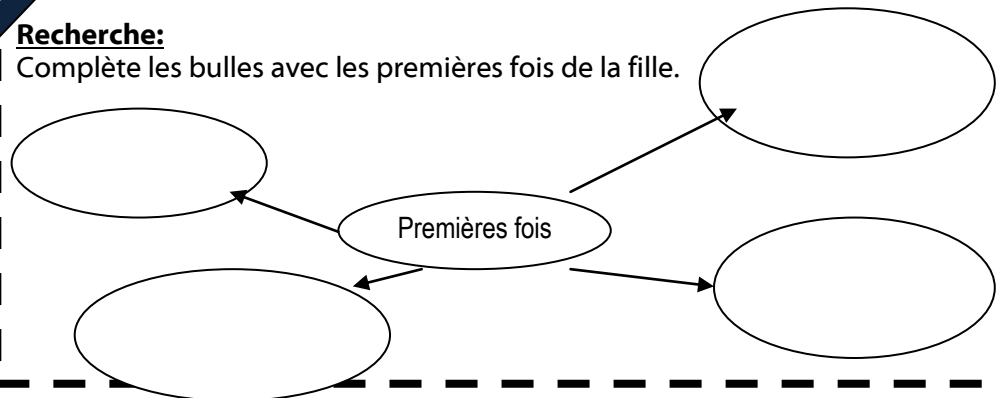 Recherche:
Complète les bulles avec les premières fois de la fille.
Premières fois